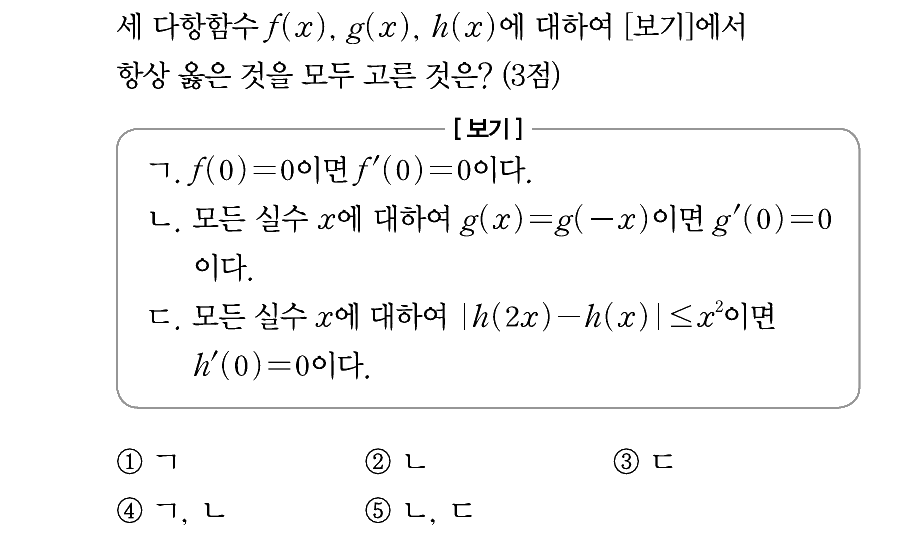 세 다항함수 f(x), g(x), h(x)에 대하여 [보기]에서
항상 옳은 것을 모두 고른 것은? (3점)
[ 보기 ]
ㄱ. f(0)=0이면 f′(0)=0이다.
ㄴ. 모든 실수 x에 대하여 g(x)=g(−x)이면 g′(0)=0
이다.
ㄷ. 모든 실수 x에 대하여 |h(2x)−h(x)|≤x²이면
h′(0)=0이다.
① ㄱ ② ㄴ ③ ㄷ
④ ㄱ, ㄴ ⑤ ㄴ, ㄷ